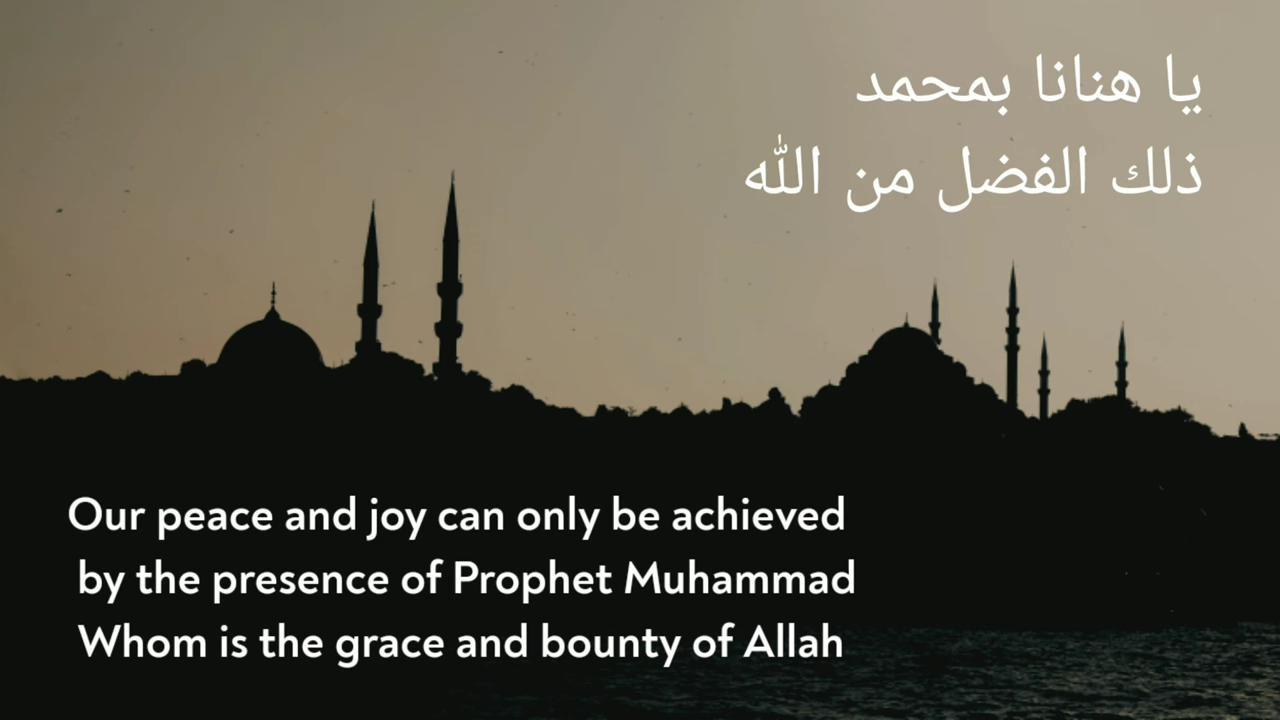 يا هنانا بمحمد
ذلك الفضل من الله
Our peace and joy can only be achieved
by the presence of Prophet Muhammad
Whom is the grace and bounty of Allah